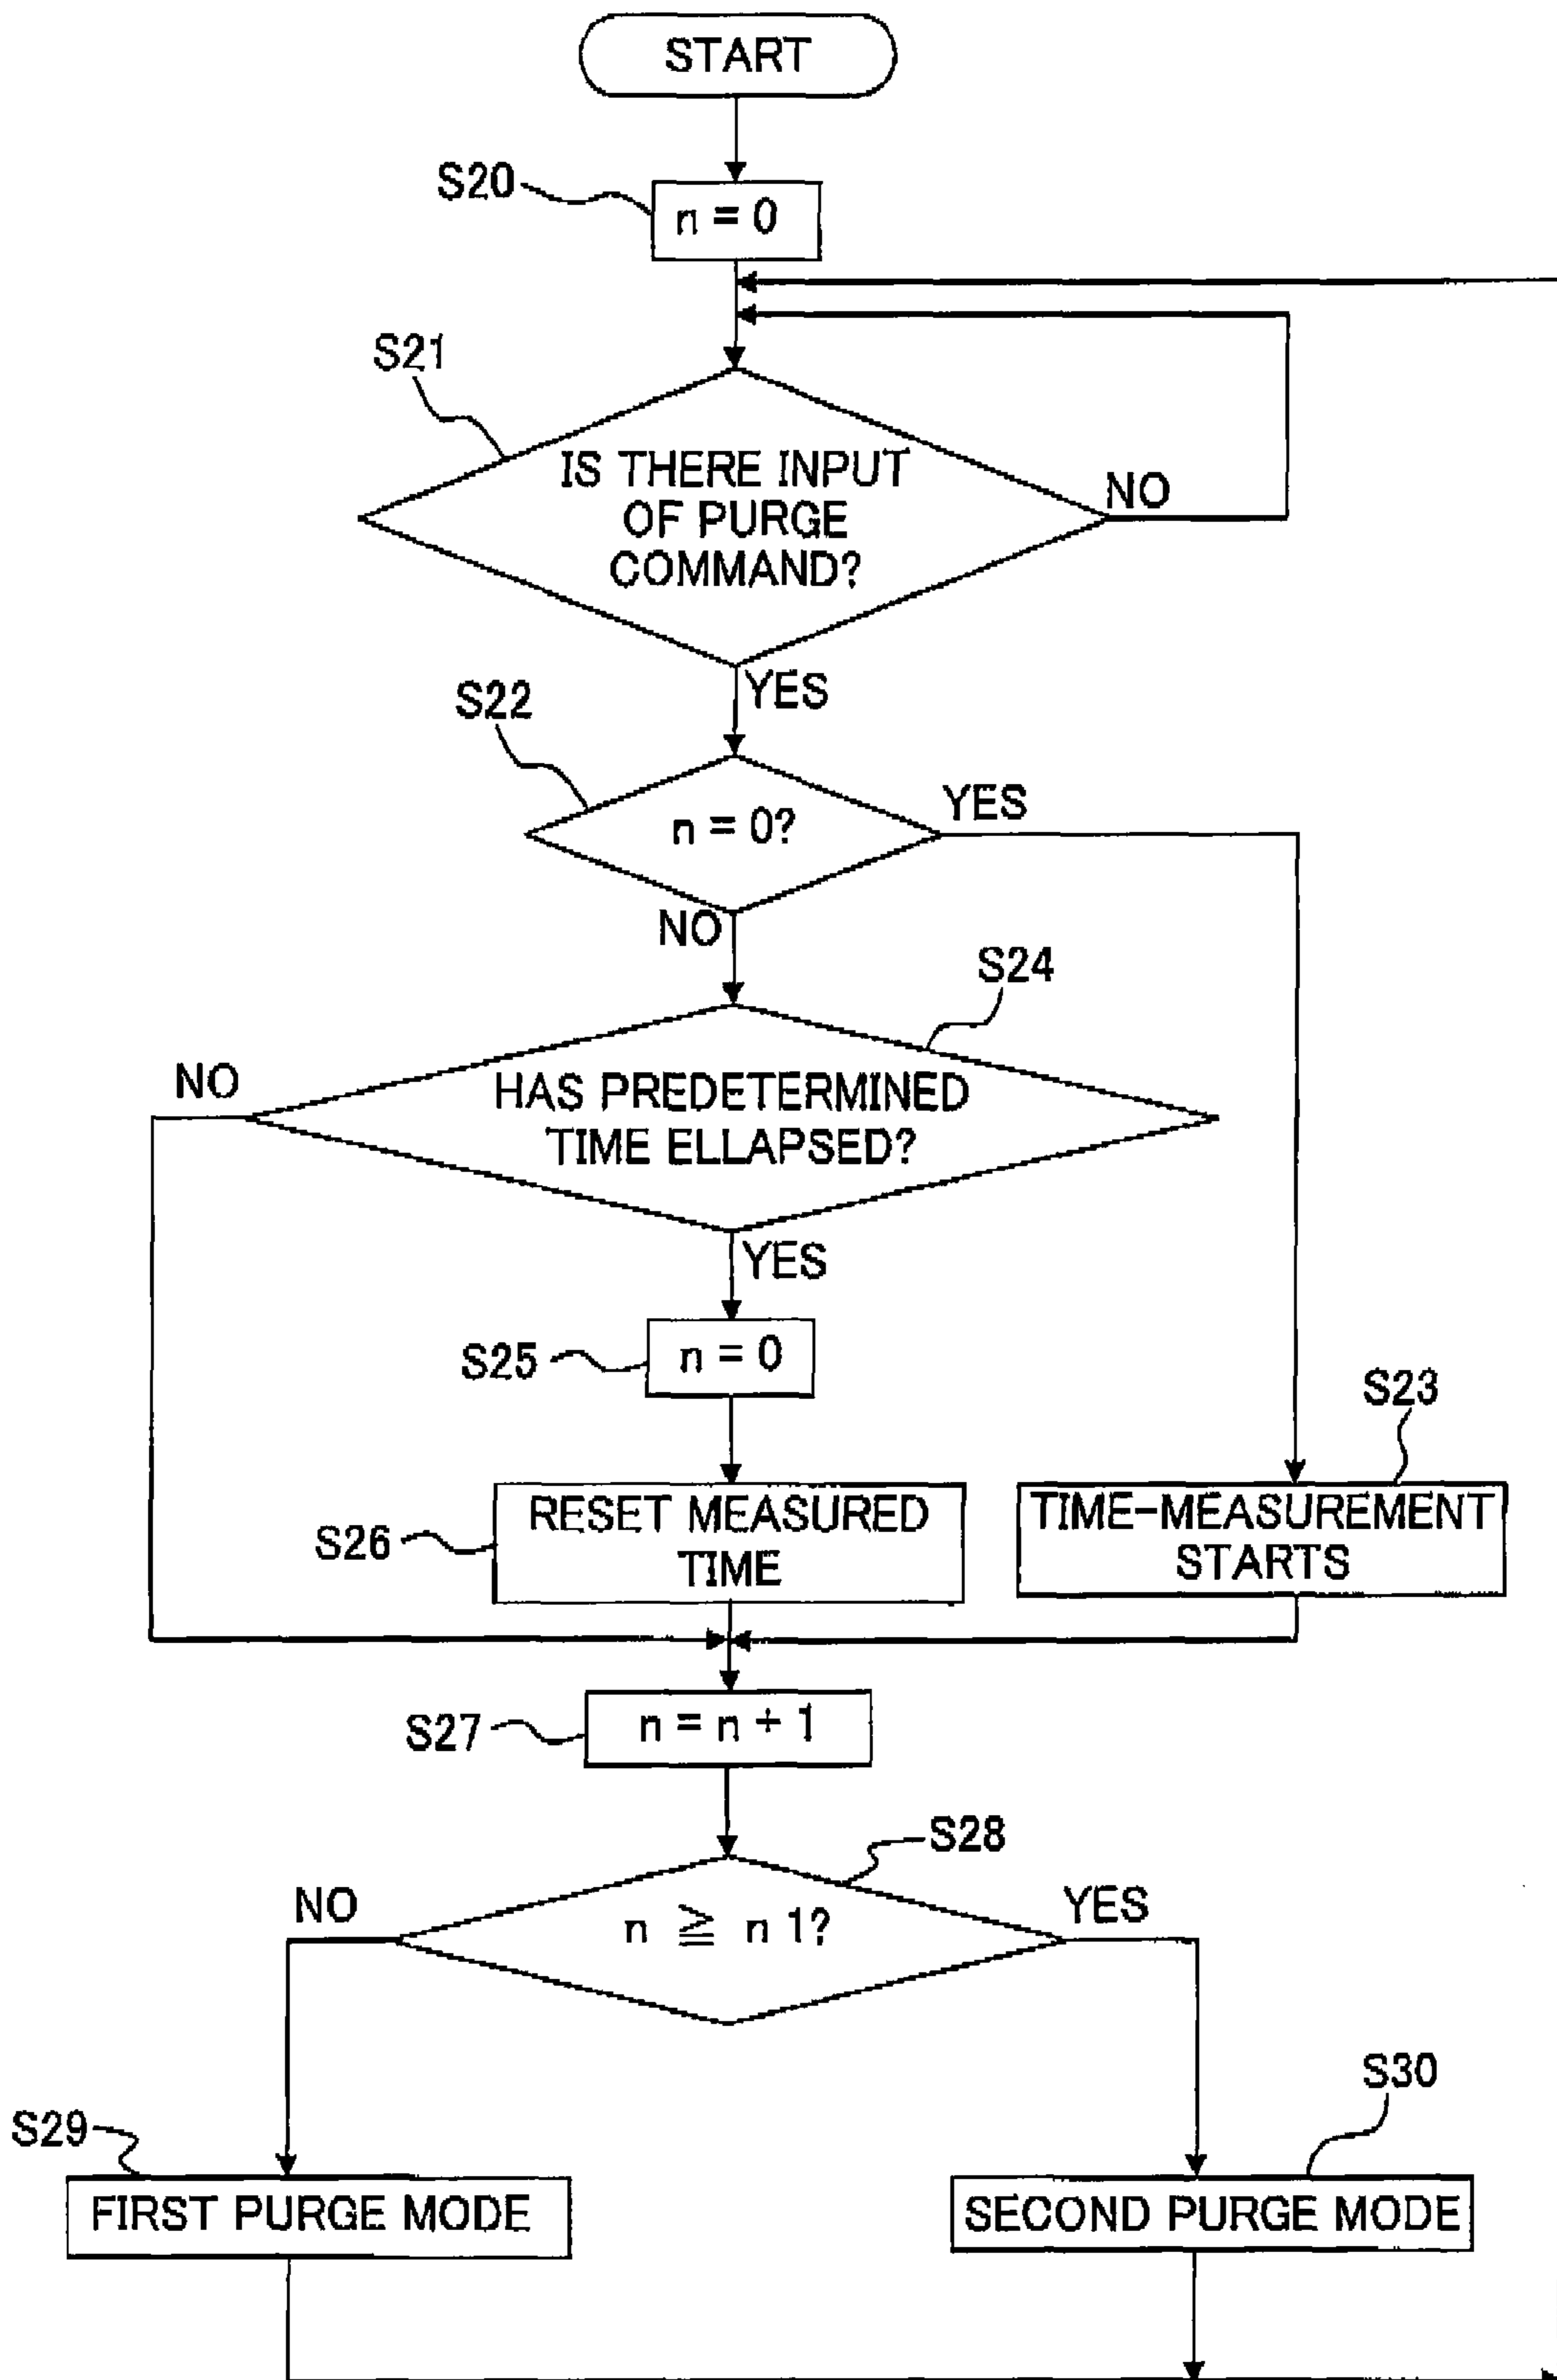 START
S20
n = 0
S21
IS THERE INPUT
OF PURGE
COMMAND?
NO
YES
S22
n = 0?
YES
NO
S24
NO
HAS PREDETERMINED
TIME ELLAPSED?
YES
S25
n = 0
S23
S26
RESET MEASURED
TIME
TIME-MEASUREMENT
STARTS
S27
n = n + 1
S28
NO
n ≧ n 1?
YES
S30
S29
FIRST PURGE MODE
SECOND PURGE MODE